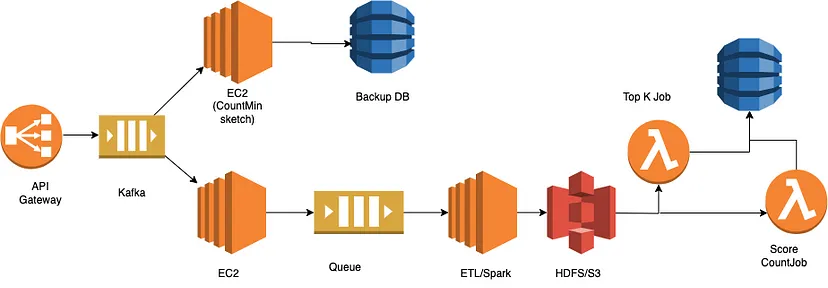 API
Gateway
Kafka
EC2
(CountMin
sketch)
Backup DB
EC2
Queue
ETL/Spark
HDFS/S3
Top K Job
Score
CountJob